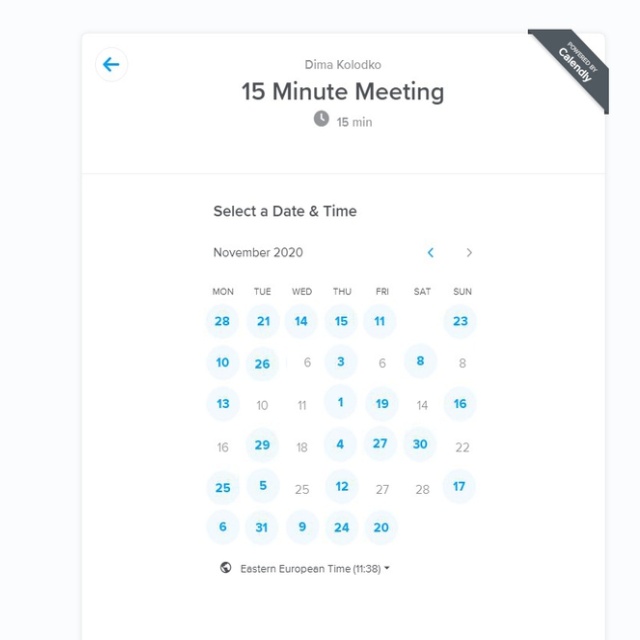 Dima Kolodko
POWERED BY
Calendly
15 Minute Meeting
15 min
Select a Date & Time
November 2020
MON TUE WED THU FRI SAT SUN
28 21 14 15 11 23
10 26 6 3 6 8 8
13 10 11 1 19 14 16
16 29 18 4 27 30 22
25 5 25 12 27 28 17
6 31 9 24 20
Eastern European Time (11:38)